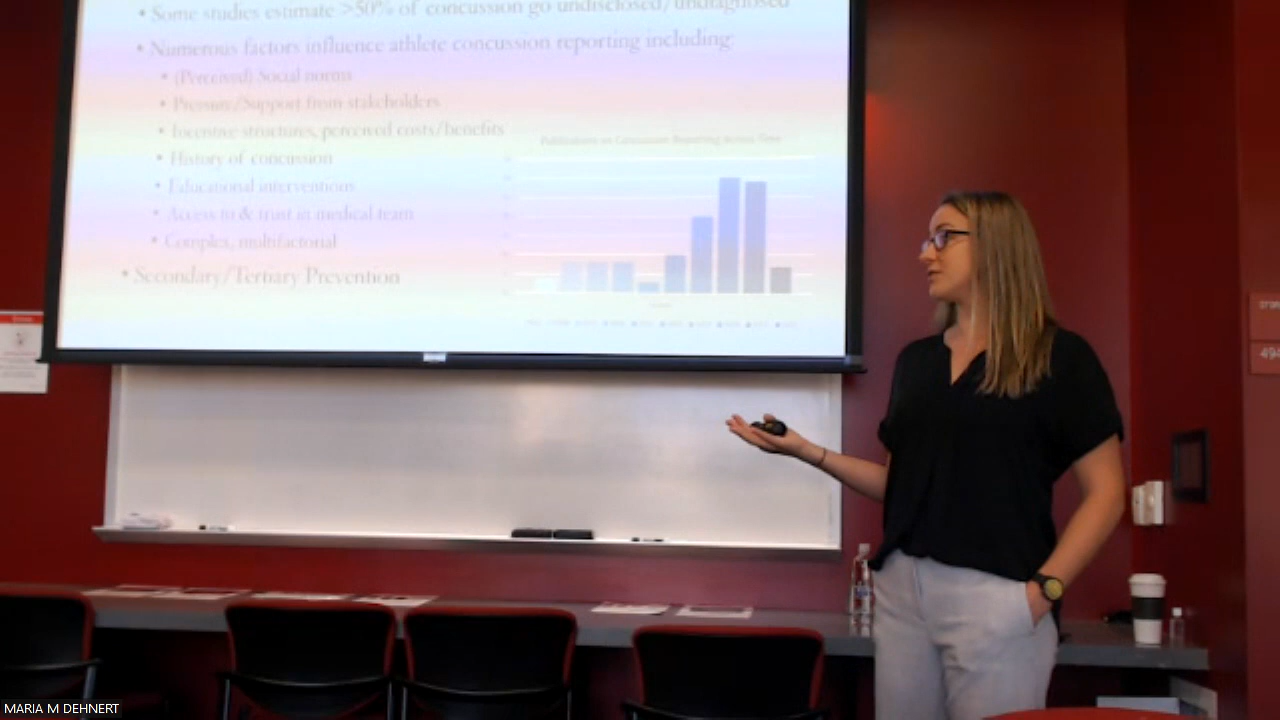 • Some studies estimate >50% of concussion go undisclosed/undiagnosed
• Numerous factors influence athlete concussion reporting including:
• (Perceived) Social norms
• Pressure/Support from stakeholders
• Incentive structures, perceived costs/benefits
• History of concussion
• Educational interventions
• Access to & trust in medical team
• Complex, multifactorial
• Secondary/Tertiary Prevention
Publications on Concussion Reporting Across Time
MARIA M DEHNERT